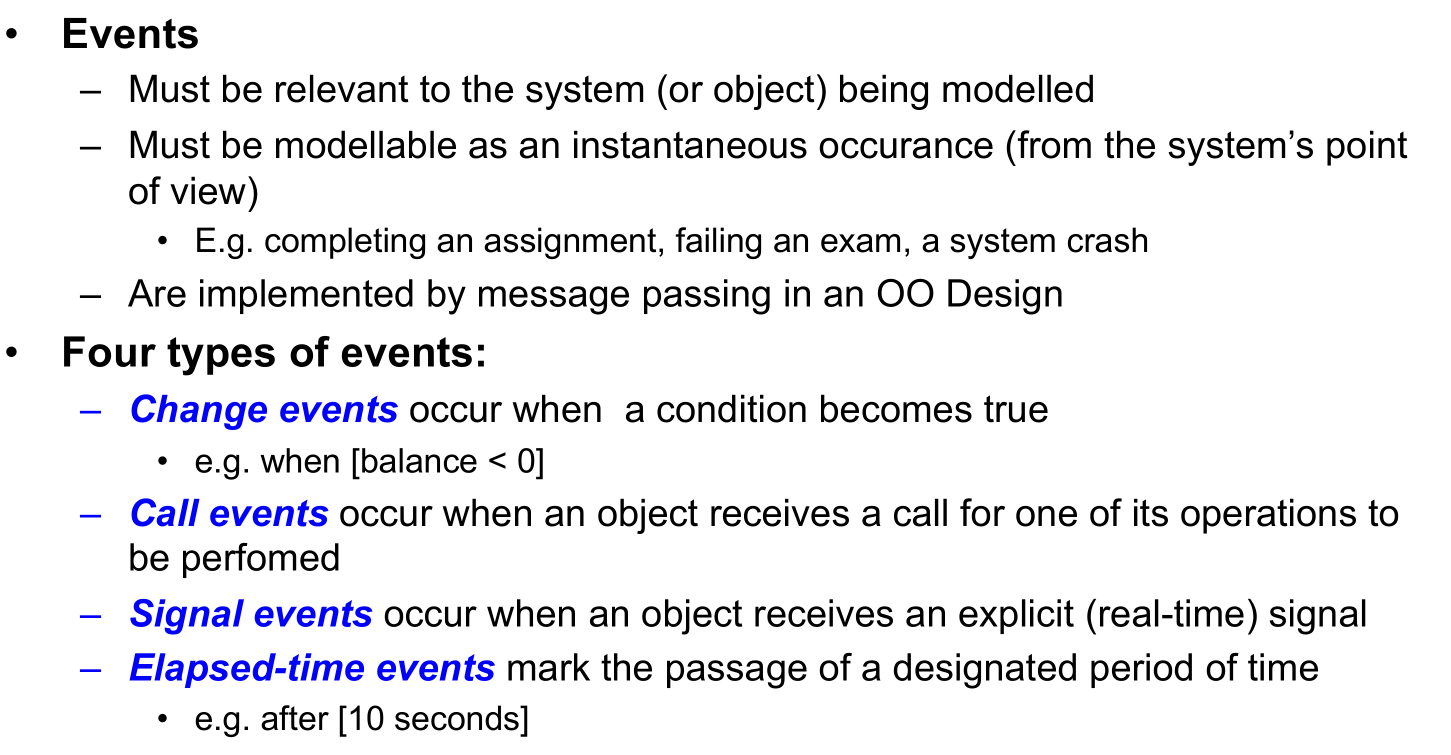 • Events
– Must be relevant to the system (or object) being modelled
– Must be modellable as an instantaneous occurance (from the system’s point
of view)
• E.g. completing an assignment, failing an exam, a system crash
– Are implemented by message passing in an OO Design
• Four types of events:
– Change events occur when  a condition becomes true
• e.g. when [balance < 0]
– Call events occur when an object receives a call for one of its operations to
be perfomed
– Signal events occur when an object receives an explicit (real-time) signal
– Elapsed-time events mark the passage of a designated period of time
• e.g. after [10 seconds]